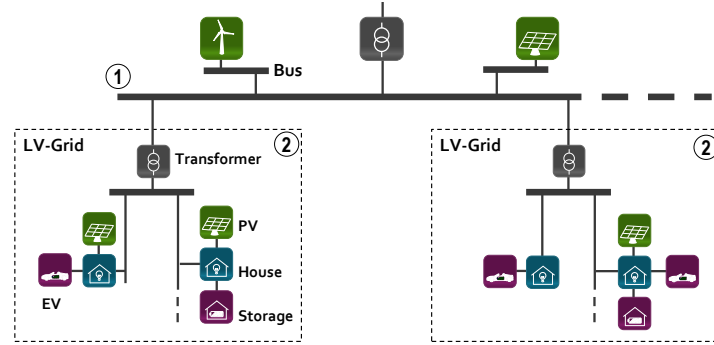 Bus
1
LV-Grid
2
Transformer
PV
House
EV
Storage
LV-Grid
2